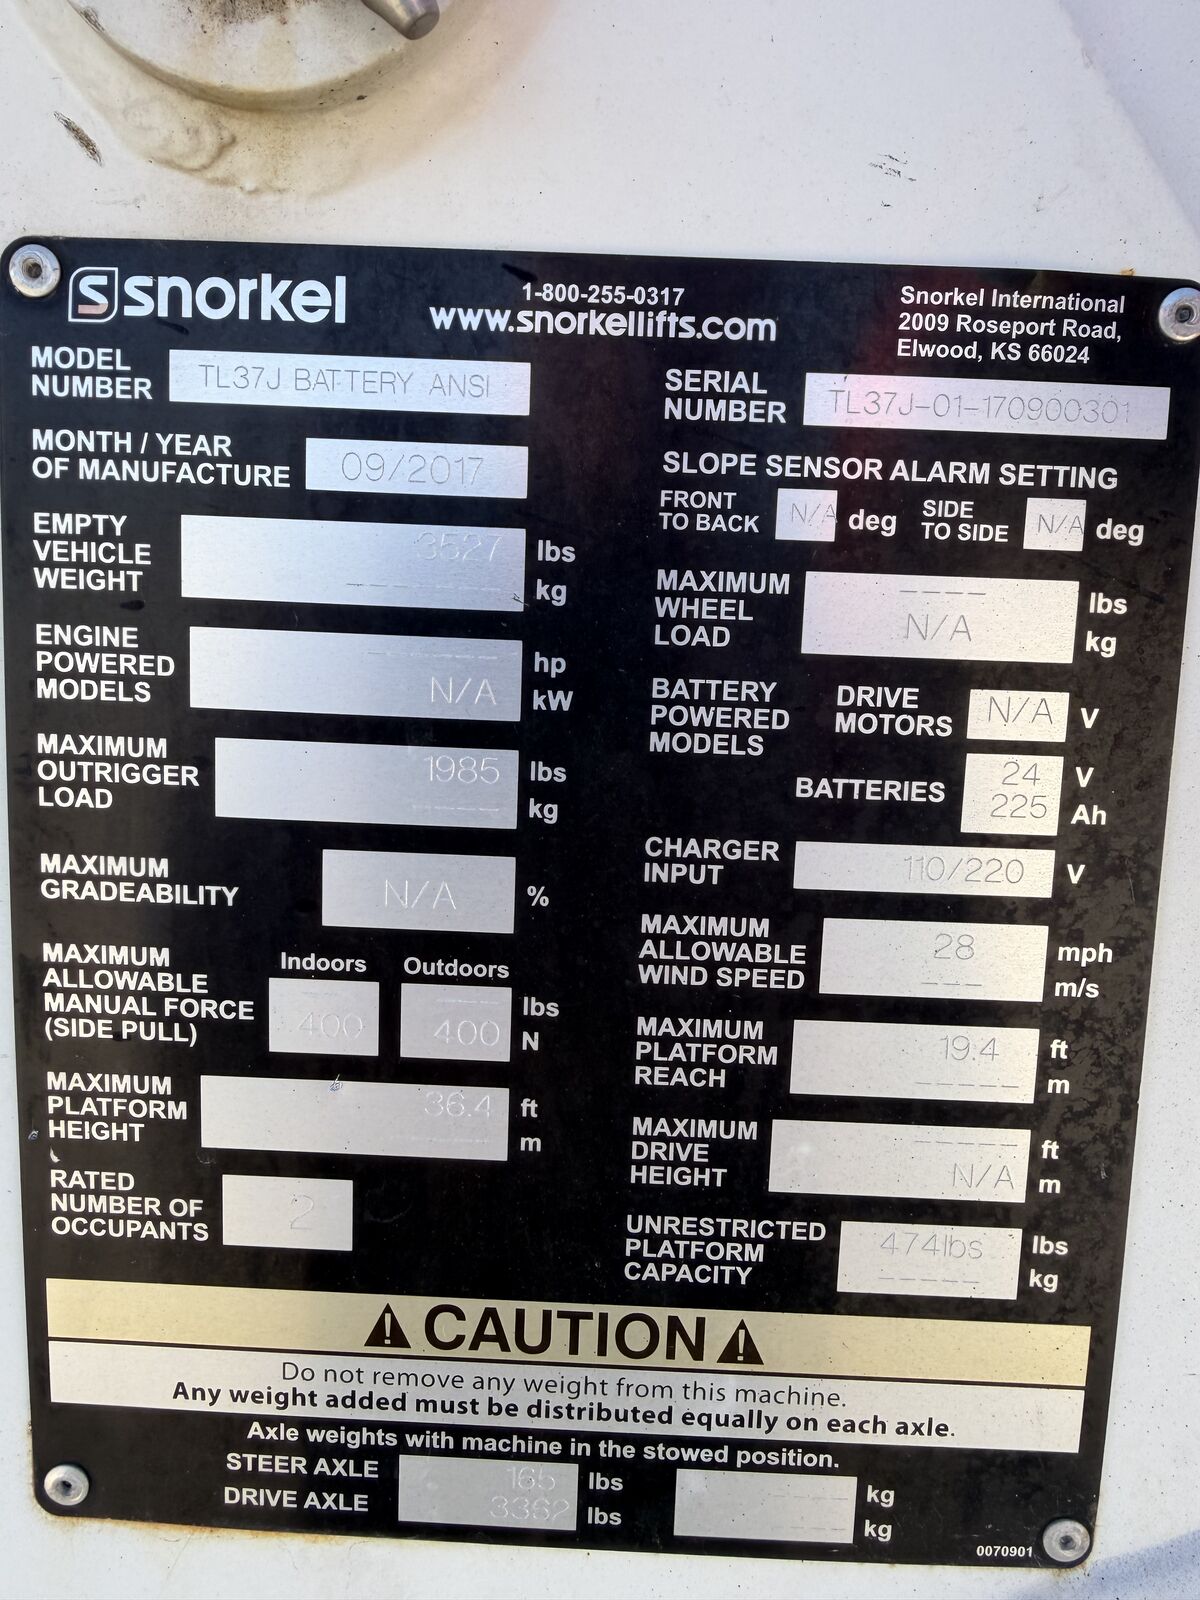 snorkel
1-800-255-0317
www.snorkellifts.com
Snorkel International
2009 Roseport Road,
Elwood, KS 66024
MODEL
NUMBER
TL37J BATTERY ANSI
SERIAL
NUMBER
TL37J-01-170900301
MONTH / YEAR
OF MANUFACTURE
09/2017
SLOPE SENSOR ALARM SETTING
FRONT
TO BACK
N/A deg
SIDE
TO SIDE
N/A deg
EMPTY
VEHICLE
WEIGHT
3527 lbs
------- kg
MAXIMUM
WHEEL
LOAD
---- lbs
N/A kg
ENGINE
POWERED
MODELS
----- hp
N/A kW
BATTERY
POWERED
MODELS
DRIVE
MOTORS
N/A V
BATTERIES
24 V
225 Ah
MAXIMUM
OUTRIGGER
LOAD
1985 lbs
---- kg
CHARGER
INPUT
110/220 V
MAXIMUM
GRADEABILITY
N/A %
MAXIMUM
ALLOWABLE
WIND SPEED
28 mph
--- m/s
MAXIMUM
ALLOWABLE
MANUAL FORCE
(SIDE PULL)
Indoors Outdoors
--- --- lbs
400 400 N
MAXIMUM
PLATFORM
REACH
19.4 ft
----- m
MAXIMUM
PLATFORM
HEIGHT
36.4 ft
---- m
MAXIMUM
DRIVE
HEIGHT
----- ft
N/A m
RATED
NUMBER OF
OCCUPANTS
2
UNRESTRICTED
PLATFORM
CAPACITY
474lbs lbs
----- kg
CAUTION
Do not remove any weight from this machine.
Any weight added must be distributed equally on each axle.
Axle weights with machine in the stowed position.
STEER AXLE 165 lbs --- kg
DRIVE AXLE 3362 lbs --- kg
0070901